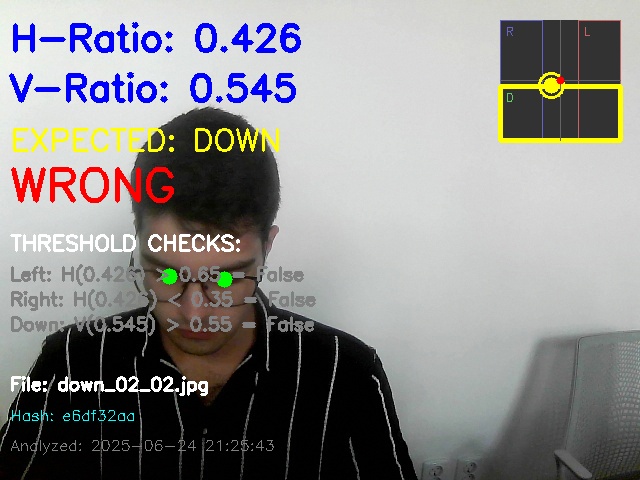 H-Ratio: 0.426
R
L
V-Ratio: 0.545
D
EXPECTED: DOWN
WRONG
THRESHOLD CHECKS:
Left: H(0.426) > 0.65 = False
Right: H(0.426) < 0.35 = False
Down: V(0.545) > 0.55 = False
File: down_02_02.jpg
Hash: e6df32aa
Analyzed: 2025-06-24 21:25:43